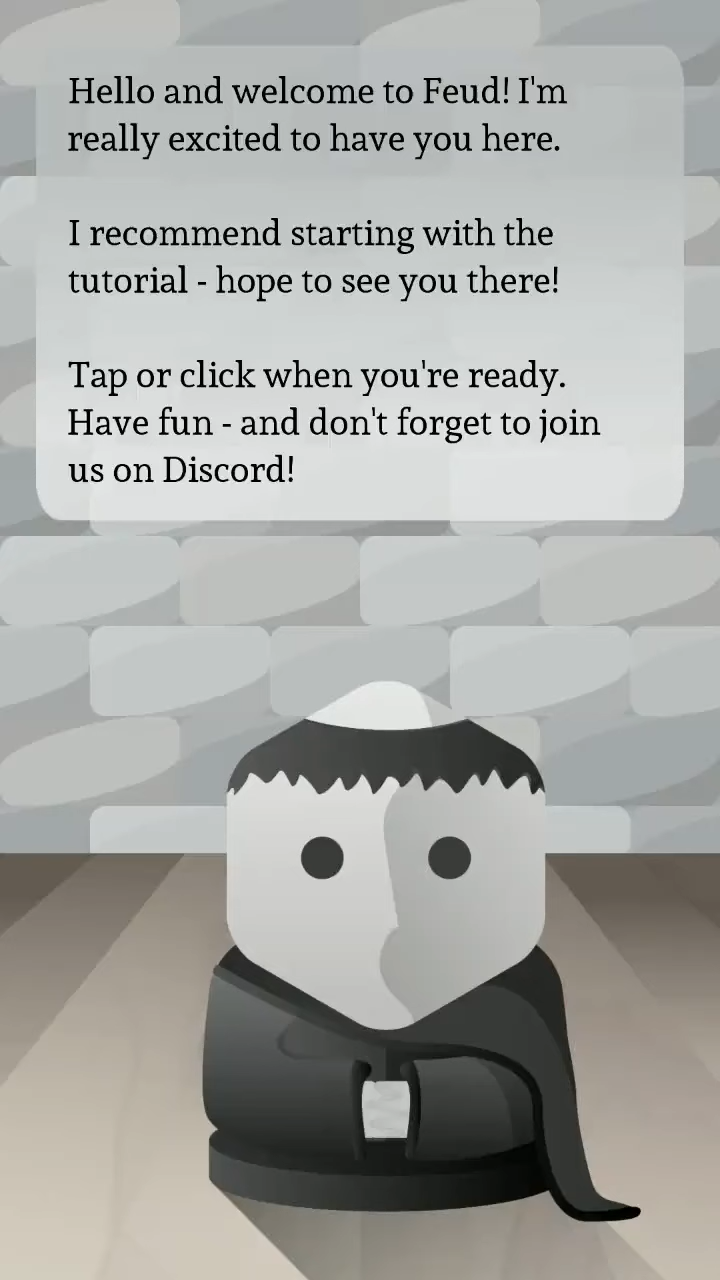 Hello and welcome to Feud! I'm
really excited to have you here.
I recommend starting with the
tutorial - hope to see you there!
Tap or click when you're ready.
Have fun - and don't forget to join
us on Discord!